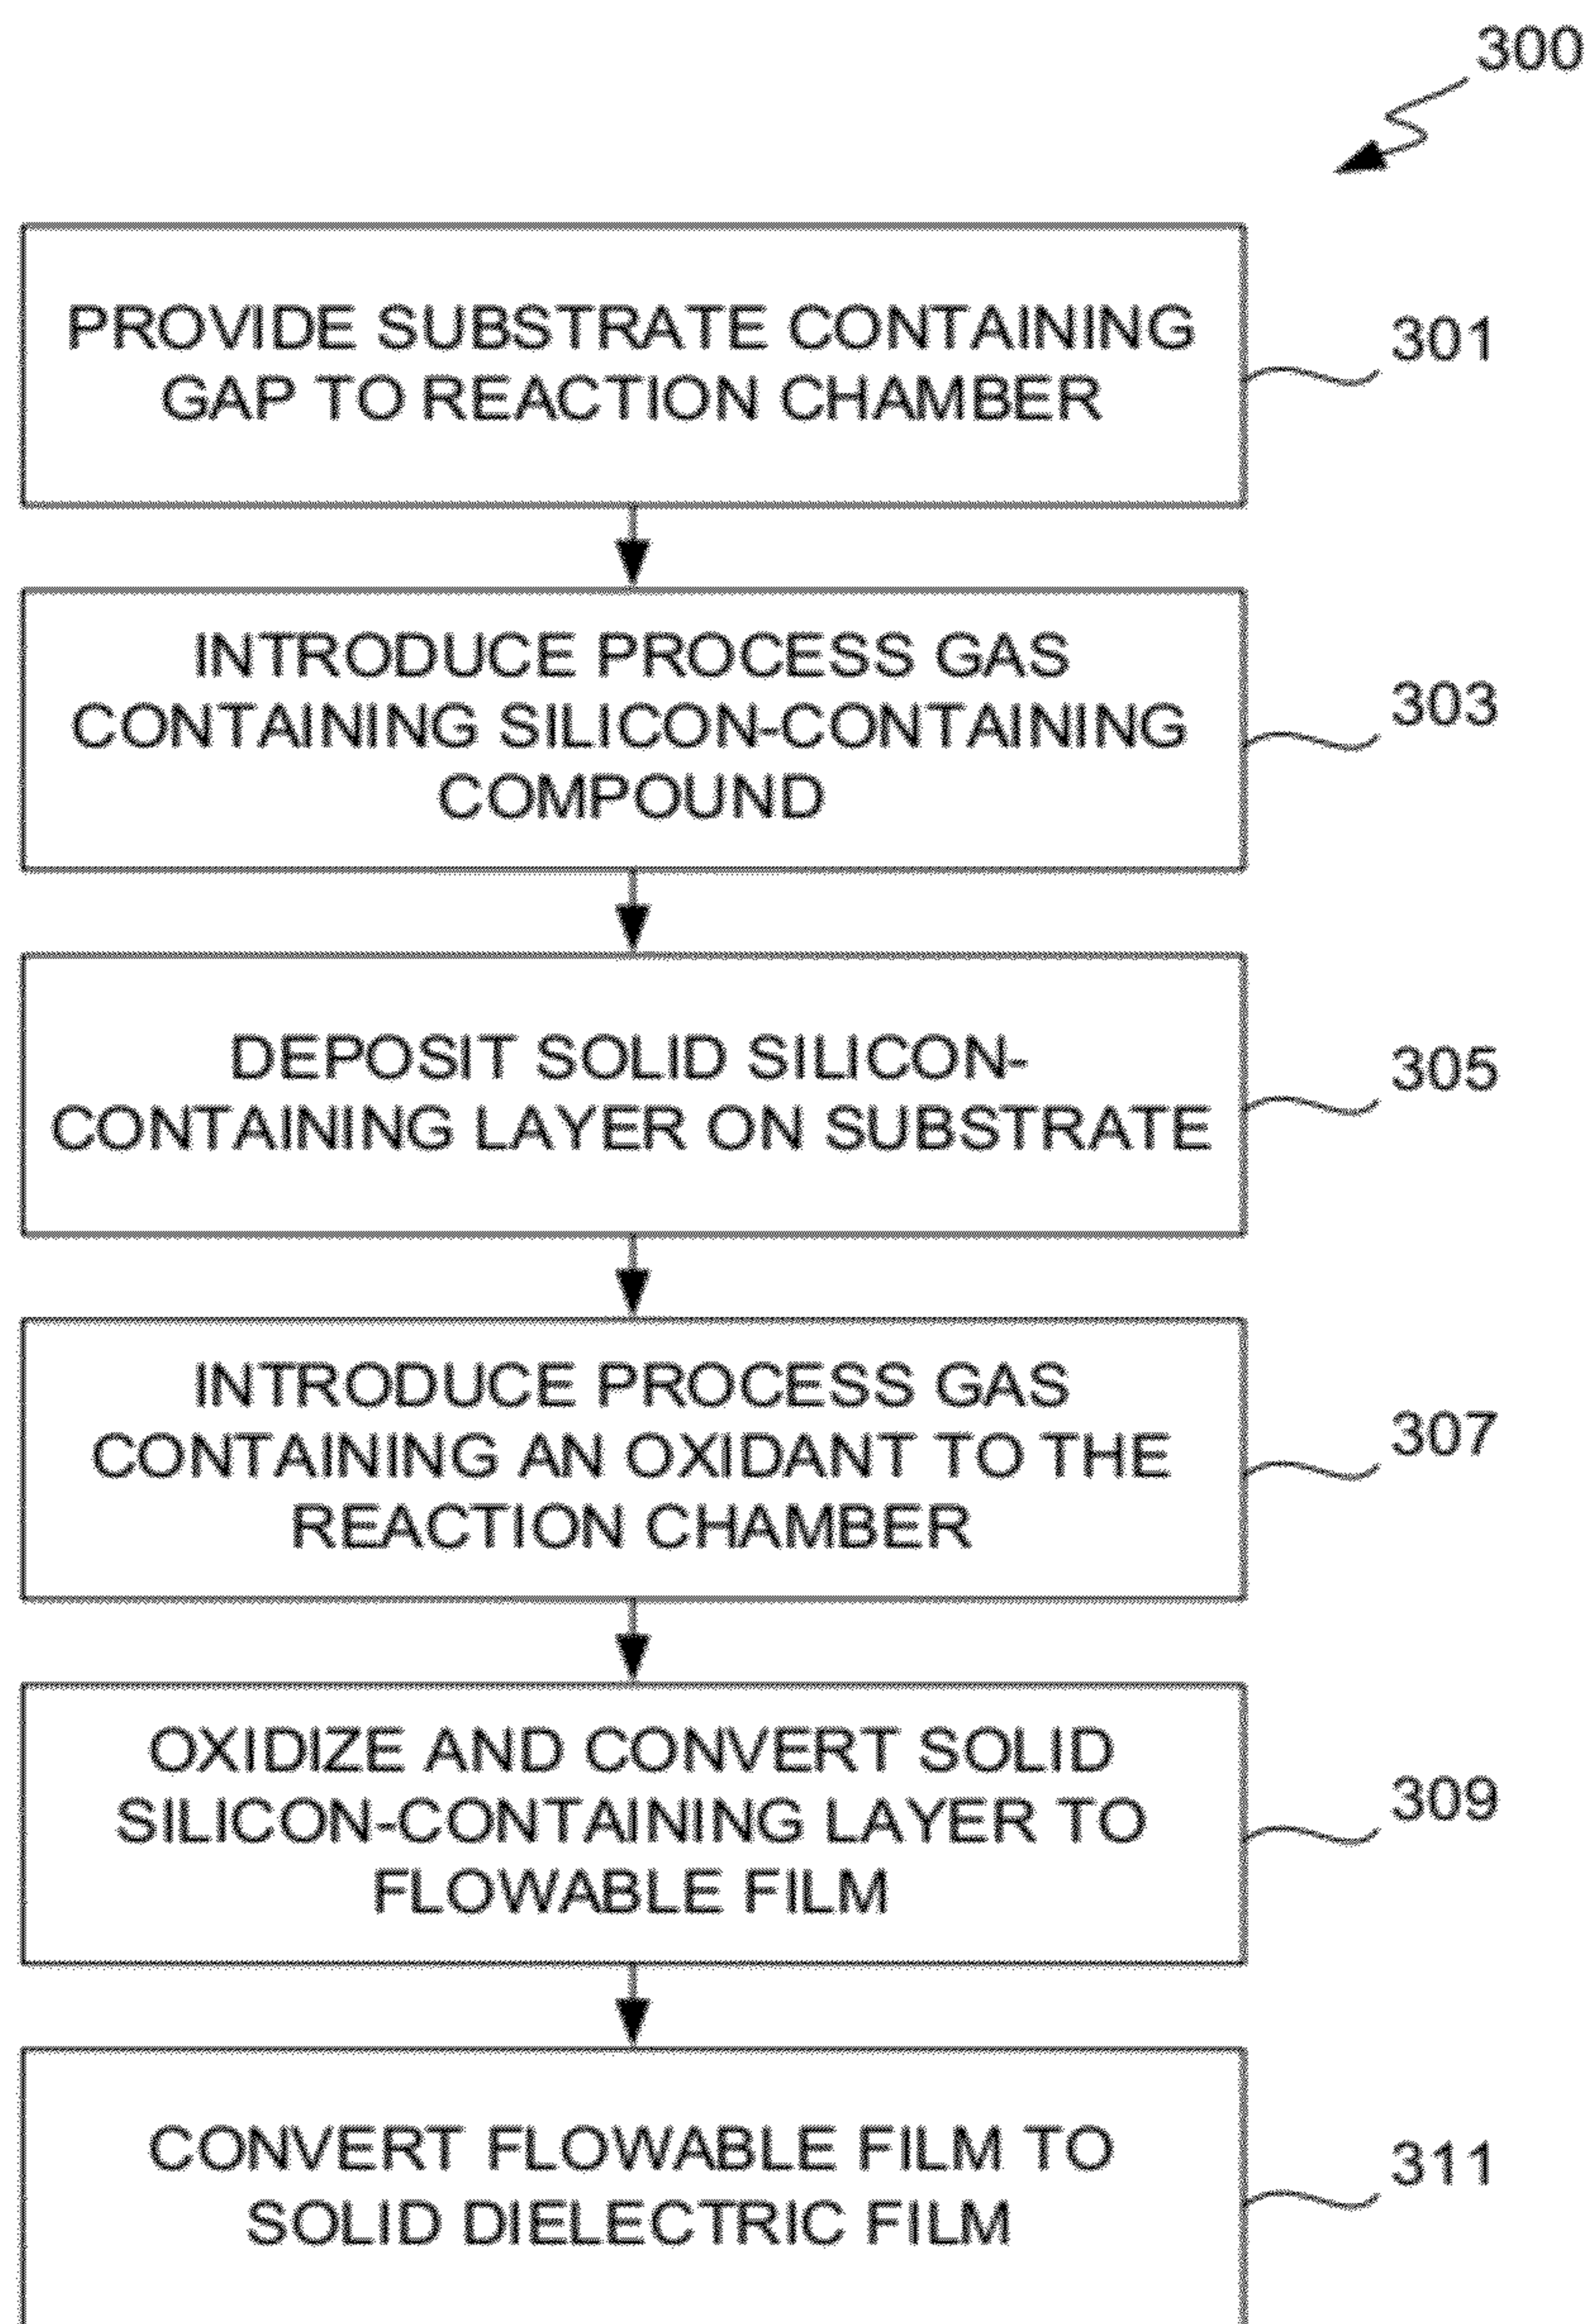 300
PROVIDE SUBSTRATE CONTAINING
GAP TO REACTION CHAMBER
301
INTRODUCE PROCESS GAS
CONTAINING SILICON-CONTAINING
COMPOUND
303
DEPOSIT SOLID SILICON-
CONTAINING LAYER ON SUBSTRATE
305
INTRODUCE PROCESS GAS
CONTAINING AN OXIDANT TO THE
REACTION CHAMBER
307
OXIDIZE AND CONVERT SOLID
SILICON-CONTAINING LAYER TO
FLOWABLE FILM
309
CONVERT FLOWABLE FILM TO
SOLID DIELECTRIC FILM
311